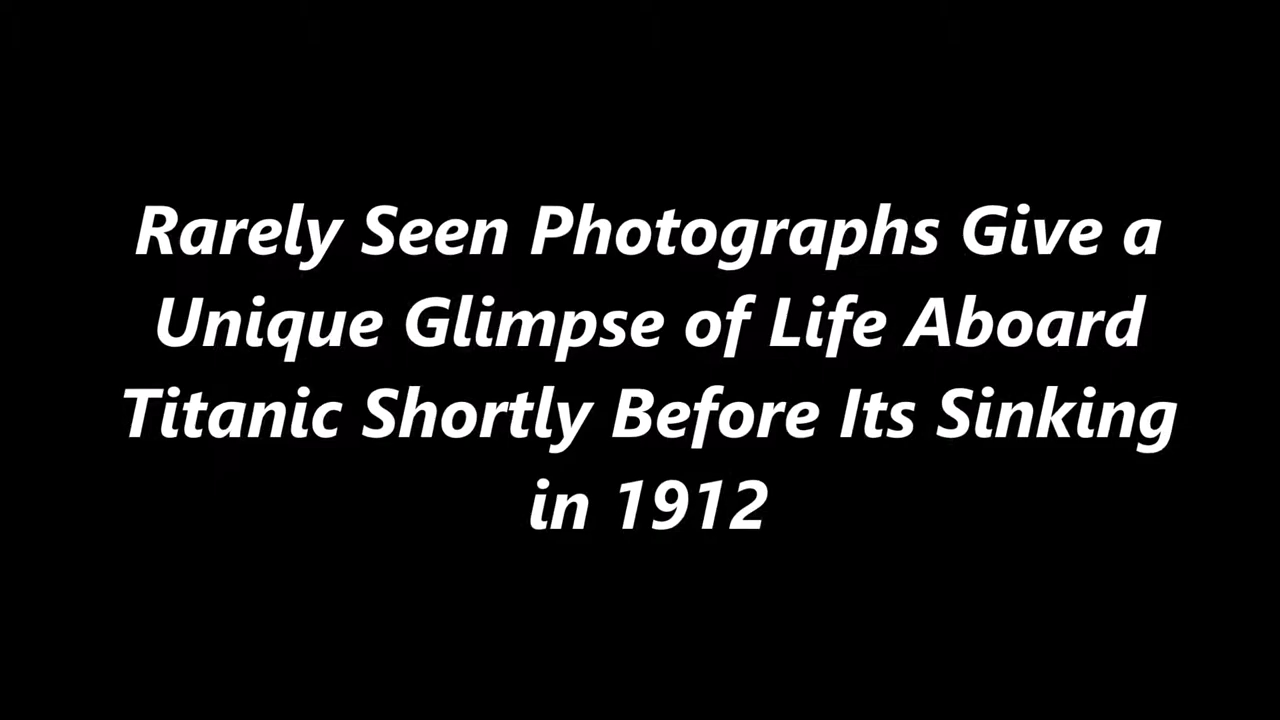 Rarely Seen Photographs Give a
Unique Glimpse of Life Aboard
Titanic Shortly Before Its Sinking
in 1912